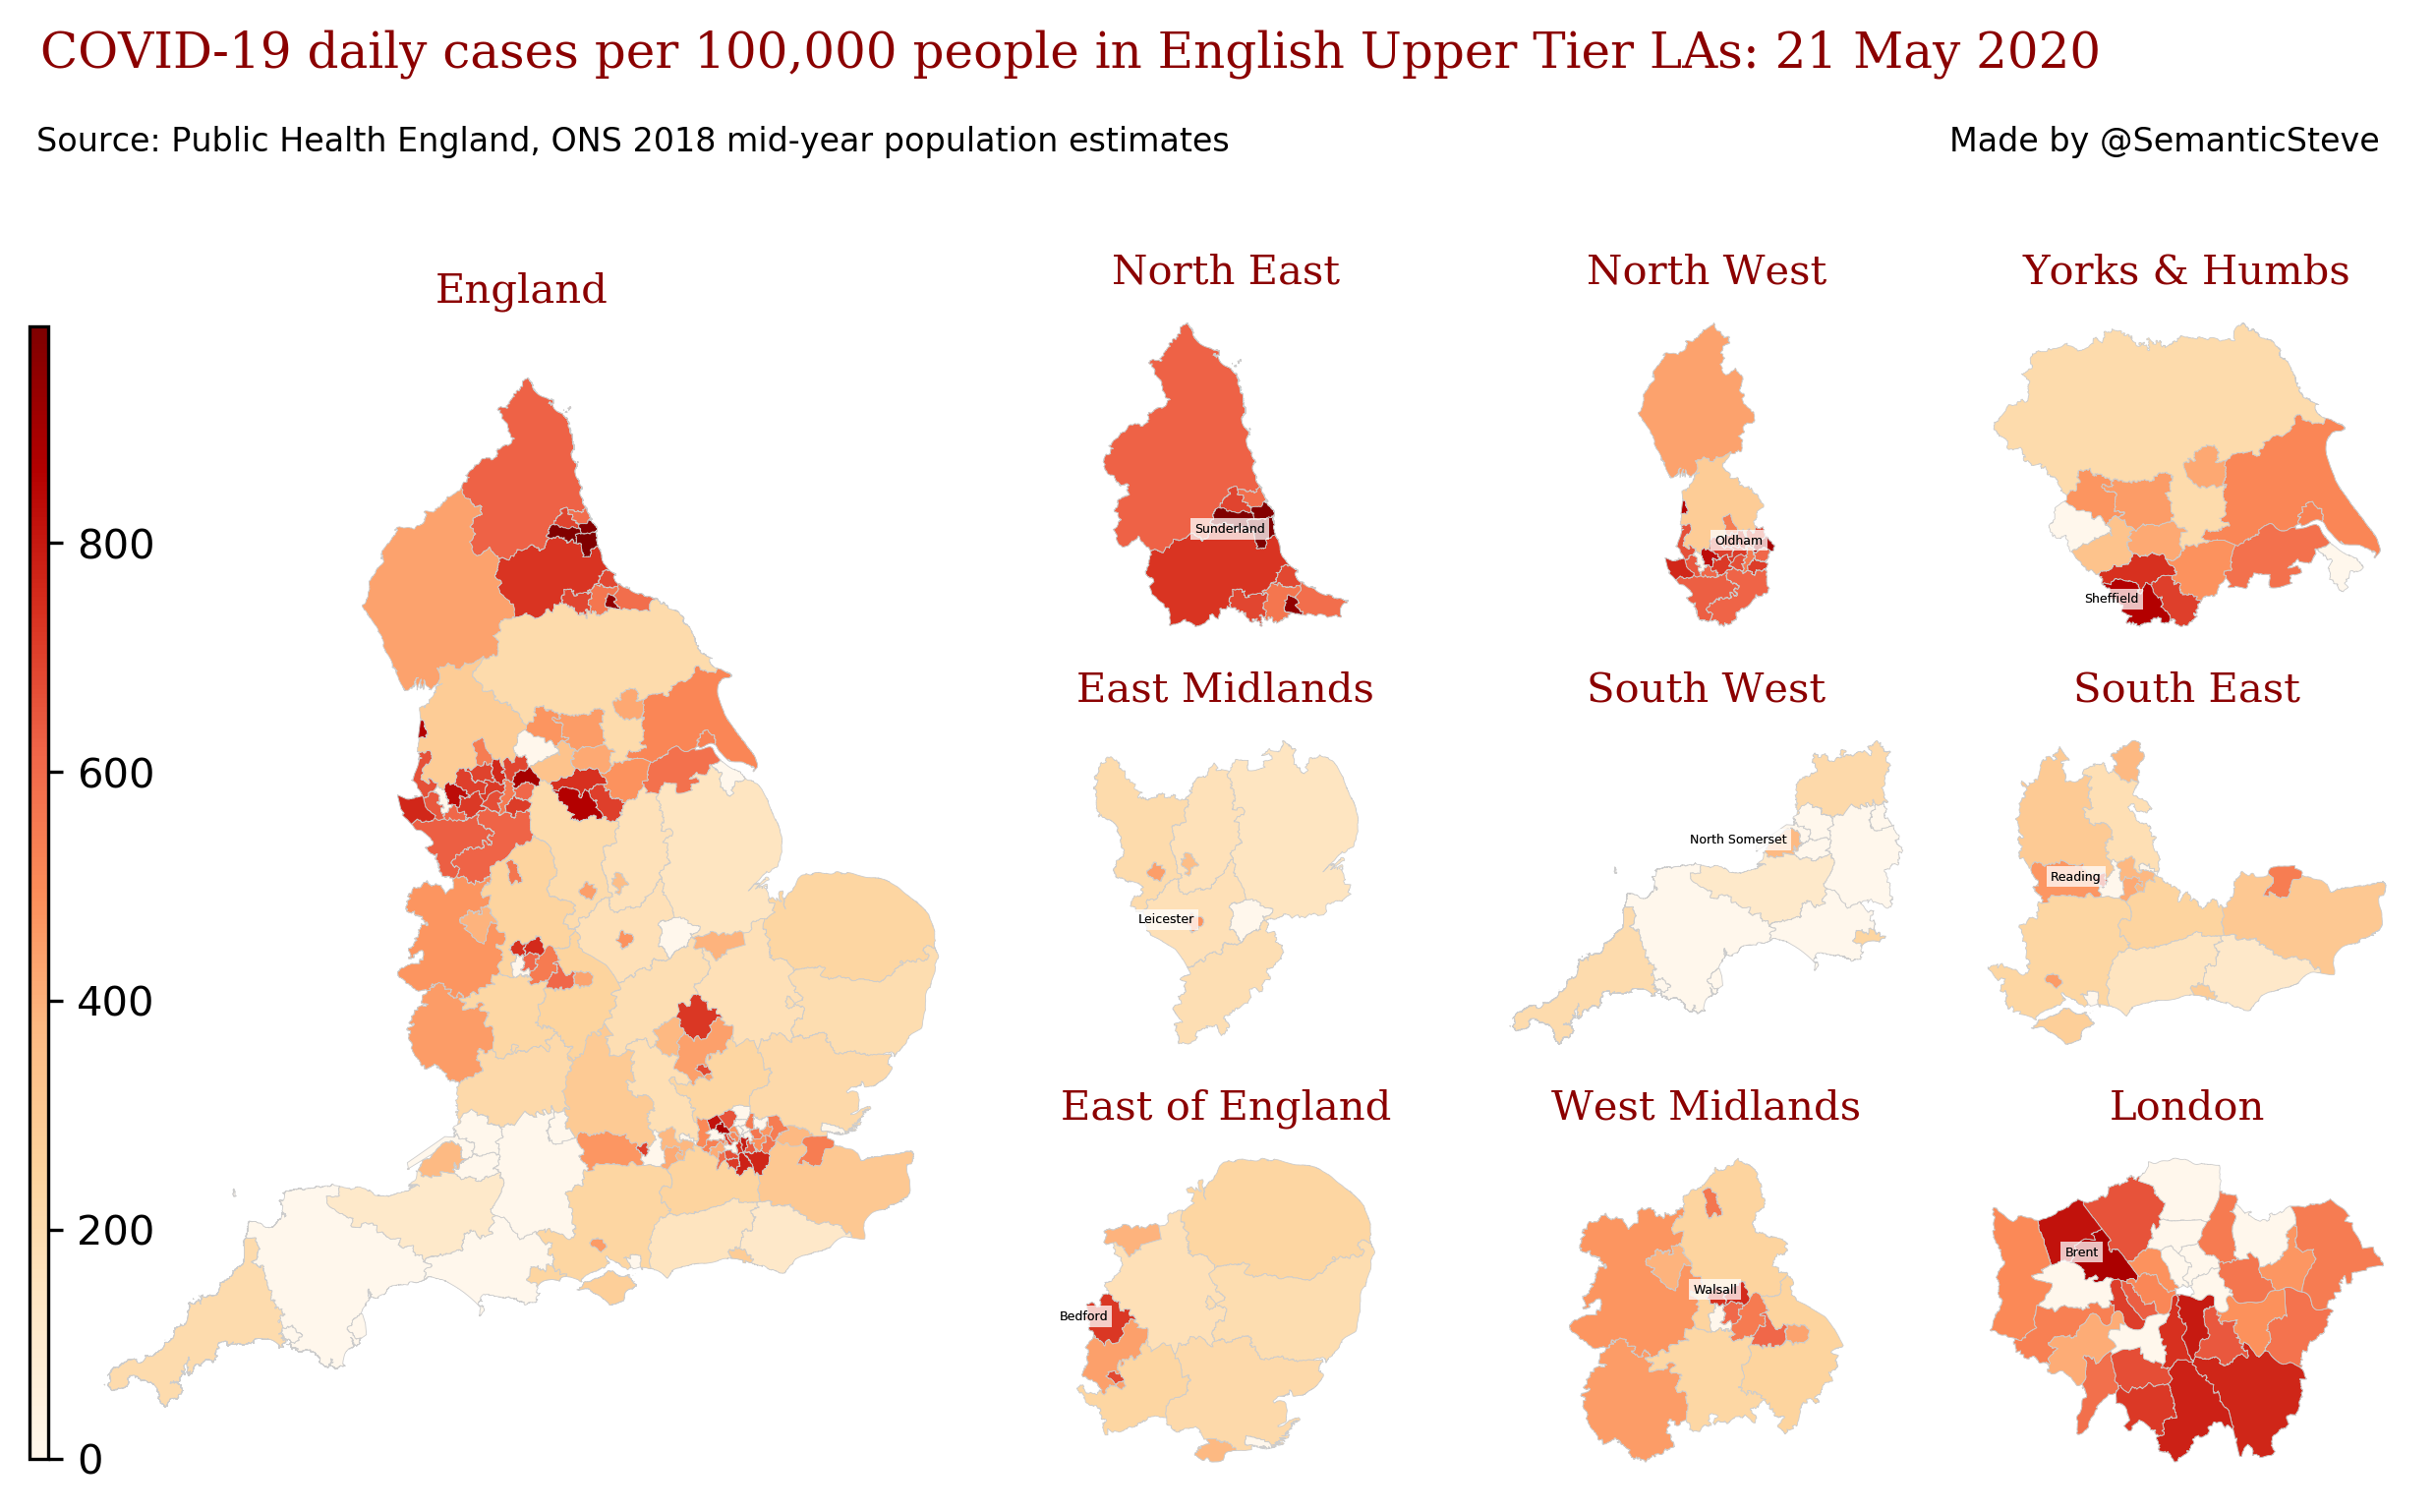 COVID-19 daily cases per 100,000 people in English Upper Tier LAs: 21 May 2020
Source: Public Health England, ONS 2018 mid-year population estimates
Made by @SemanticSteve
England
800
600
400
200
0
North East
Sunderland
North West
Oldham
Yorks & Humbs
Sheffield
East Midlands
Leicester
South West
North Somerset
South East
Reading
East of England
Bedford
West Midlands
Walsall
London
Brent